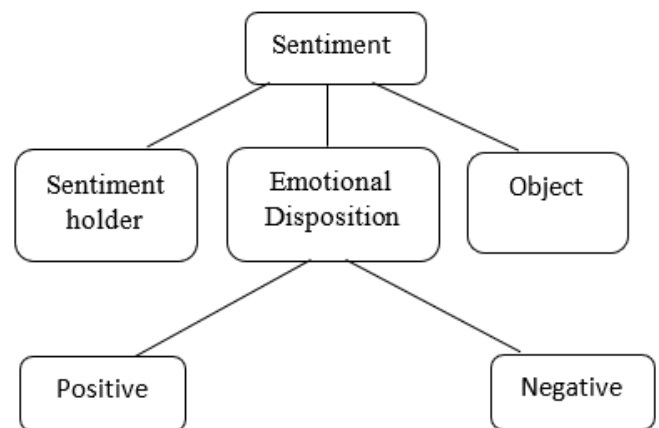 Sentiment
Sentiment
holder
Emotional
Disposition
Object
Positive
Negative